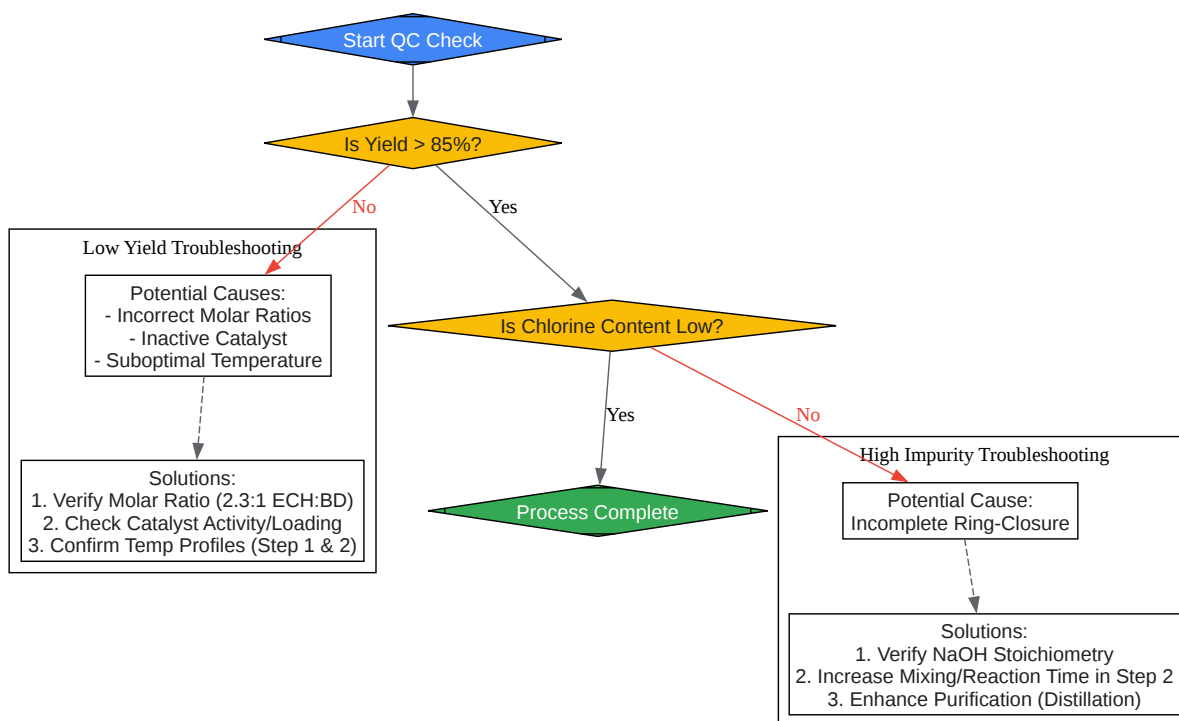 Start QC Check
Is Yield > 85%?
No
Yes
Low Yield Troubleshooting
Potential Causes:
- Incorrect Molar Ratios
- Inactive Catalyst
- Suboptimal Temperature
Is Chlorine Content Low?
Yes
No
Solutions:
1. Verify Molar Ratio (2.3:1 ECH:BD)
2. Check Catalyst Activity/Loading
3. Confirm Temp Profiles (Step 1 & 2)
Process Complete
High Impurity Troubleshooting
Potential Cause:
Incomplete Ring-Closure
Solutions:
1. Verify NaOH Stoichiometry
2. Increase Mixing/Reaction Time in Step 2
3. Enhance Purification (Distillation)